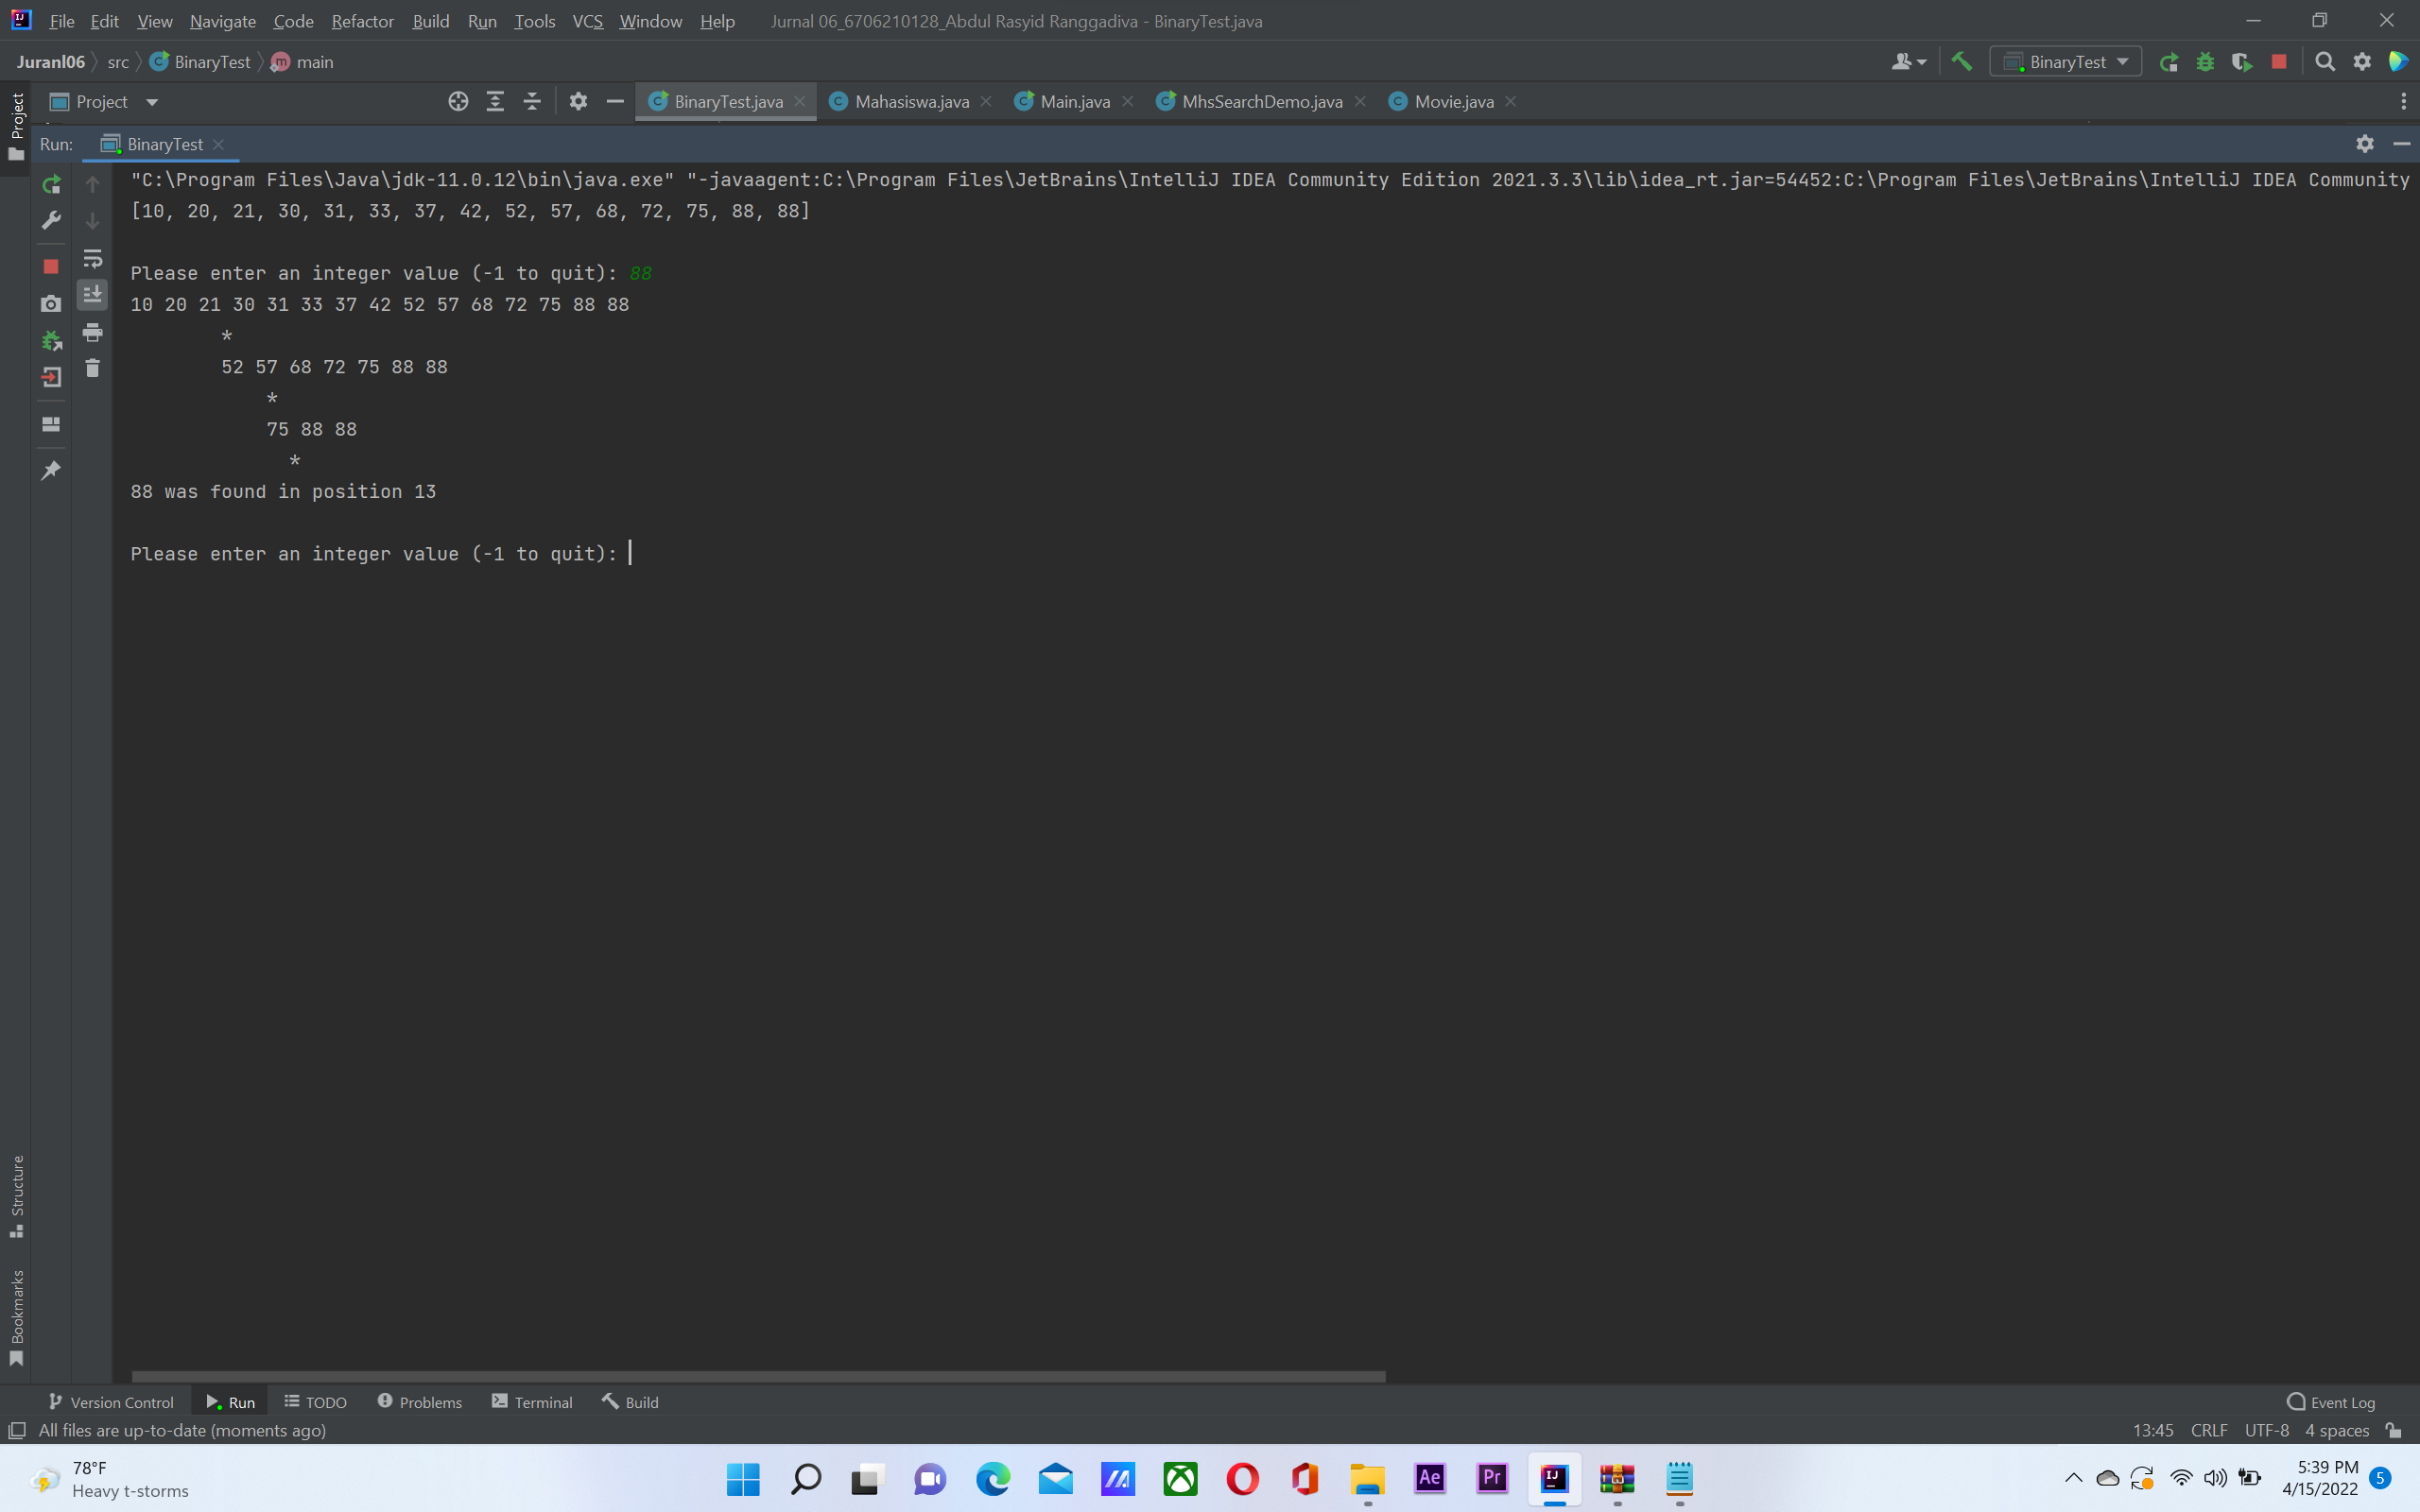 File Edit View Navigate Code Refactor Build Run Tools VCS Window Help Jurnal 06_6706210128_Abdul Rasyid Ranggadiva - BinaryTest.java
Juranl06 src BinaryTest main BinaryTest
Project Project BinaryTest.java Mahasiswa.java Main.java MhsSearchDemo.java Movie.java
Run: BinaryTest
"C:\Program Files\Java\jdk-11.0.12\bin\java.exe" "-javaagent:C:\Program Files\JetBrains\IntelliJ IDEA Community Edition 2021.3.3\lib\idea_rt.jar=54452:C:\Program Files\JetBrains\IntelliJ IDEA Community
[10, 20, 21, 30, 31, 33, 37, 42, 52, 57, 68, 72, 75, 88, 88]
Please enter an integer value (-1 to quit): 88
10 20 21 30 31 33 37 42 52 57 68 72 75 88 88
*
52 57 68 72 75 88 88
*
75 88 88
*
88 was found in position 13
Please enter an integer value (-1 to quit):
Structure
Bookmarks
Version Control Run TODO Problems Terminal Build Event Log
All files are up-to-date (moments ago) 13:45 CRLF UTF-8 4 spaces
78°F
Heavy t-storms
Ae Pr IJ
5:39 PM
4/15/2022 5